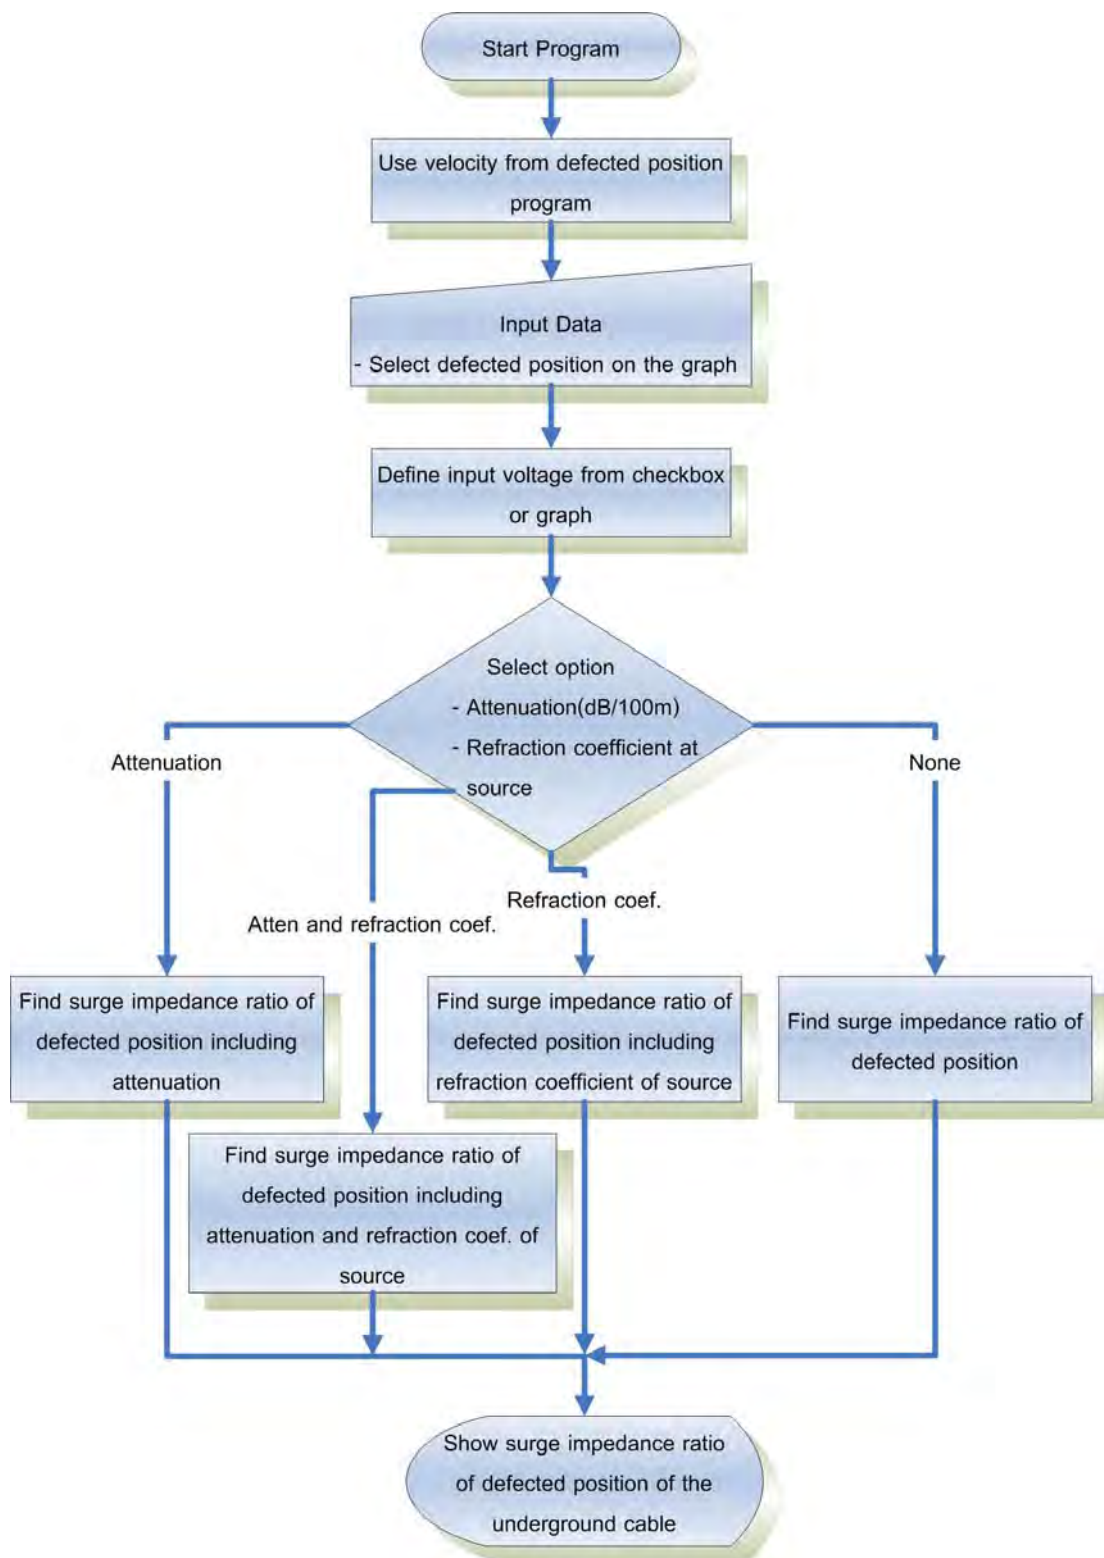 Start Program
Use velocity from defected position
program
Input Data
- Select defected position on the graph
Define input voltage from checkbox
or graph
Select option
- Attenuation(dB/100m)
- Refraction coefficient at
source
Attenuation
None
Refraction coef.
Atten and refraction coef.
Find surge impedance ratio of
defected position including
attenuation
Find surge impedance ratio of
defected position including
refraction coefficient of source
Find surge impedance ratio of
defected position
Find surge impedance ratio of
defected position including
attenuation and refraction coef. of
source
Show surge impedance ratio
of defected position of the
underground cable